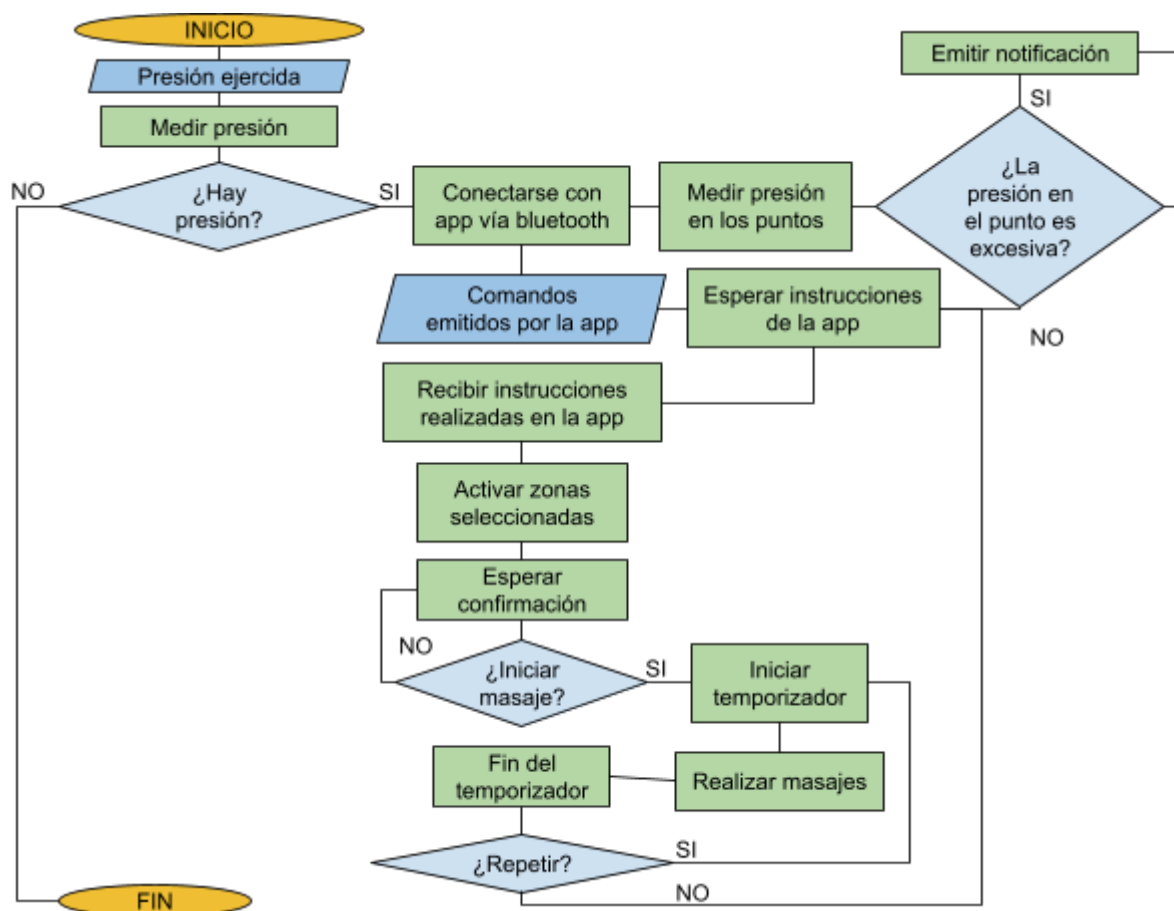 INICIO
Presión ejercida
Medir presión
¿Hay
presión?
NO
SI
Conectarse con
app vía bluetooth
Medir presión
en los puntos
Emitir notificación
SI
¿La
presión en
el punto es
excesiva?
NO
Comandos
emitidos por la app
Esperar instrucciones
de la app
Recibir instrucciones
realizadas en la app
Activar zonas
seleccionadas
Esperar
confirmación
NO
¿Iniciar
masaje?
SI
Iniciar
temporizador
Realizar masajes
Fin del
temporizador
¿Repetir?
SI
NO
FIN